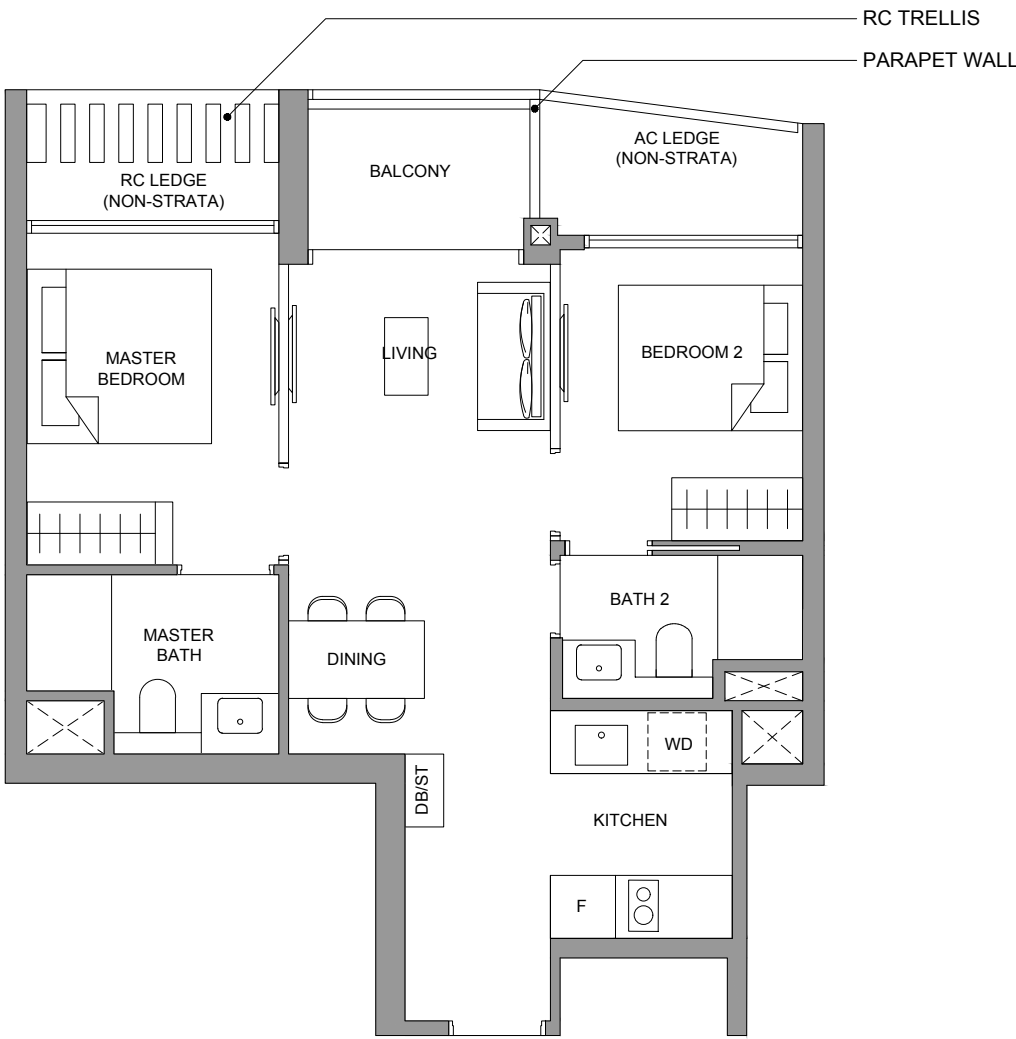 RC TRELLIS
PARAPET WALL
AC LEDGE
(NON-STRATA)
BALCONY
RC LEDGE
(NON-STRATA)
LIVING
BEDROOM 2
MASTER
BEDROOM
BATH 2
MASTER
BATH
DINING
WD
DB/ST
KITCHEN
F